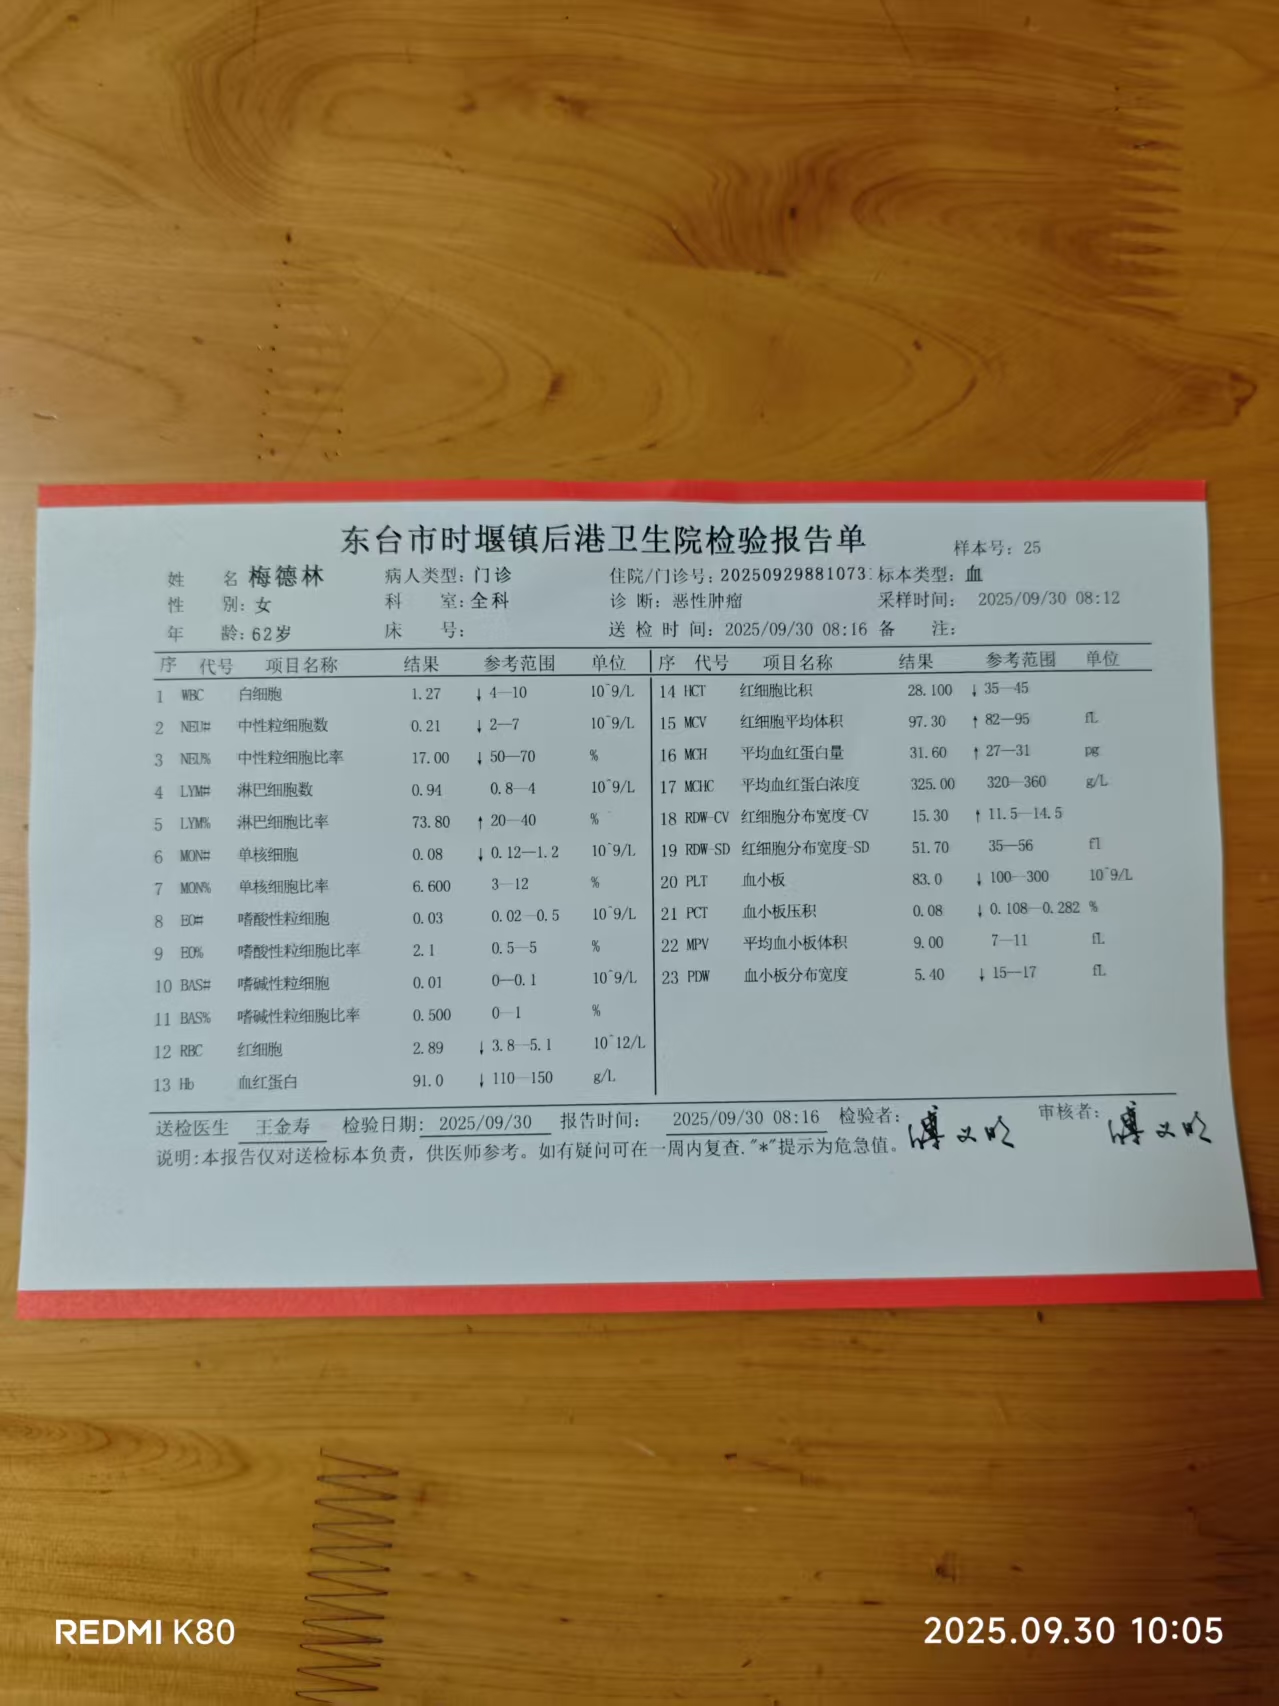 东台市时堰镇后港卫生院检验报告单 样本号: 25
姓 名 梅德林 病人类型: 门诊 住院/门诊号: 20250929881073 标本类型: 血
性 别: 女 科 室: 全科 诊 断: 恶性肿瘤 采样时间: 2025/09/30 08:12
年 龄: 62岁 床 号: 送 检 时 间: 2025/09/30 08:16 备 注:
序 代号 项目名称 结果 参考范围 单位 序 代号 项目名称 结果 参考范围 单位
1 WBC 白细胞 1.27 ↓ 4—10 10^9/L 14 HCT 红细胞比积 28.100 ↓ 35—45
2 NEU# 中性粒细胞数 0.21 ↓ 2—7 10^9/L 15 MCV 红细胞平均体积 97.30 ↑ 82—95 fL
3 NEU% 中性粒细胞比率 17.00 ↓ 50—70 % 16 MCH 平均血红蛋白量 31.60 ↑ 27—31 pg
4 LYM# 淋巴细胞数 0.94 0.8—4 10^9/L 17 MCHC 平均血红蛋白浓度 325.00 320—360 g/L
5 LYM% 淋巴细胞比率 73.80 ↑ 20—40 % 18 RDW-CV 红细胞分布宽度-CV 15.30 ↑ 11.5—14.5
6 MON# 单核细胞 0.08 ↓ 0.12—1.2 10^9/L 19 RDW-SD 红细胞分布宽度-SD 51.70 35—56 fl
7 MON% 单核细胞比率 6.600 3—12 % 20 PLT 血小板 83.0 ↓ 100—300 10^9/L
8 EO# 嗜酸性粒细胞 0.03 0.02—0.5 10^9/L 21 PCT 血小板压积 0.08 ↓ 0.108—0.282 %
9 EO% 嗜酸性粒细胞比率 2.1 0.5—5 % 22 MPV 平均血小板体积 9.00 7—11 fL
10 BAS# 嗜碱性粒细胞 0.01 0—0.1 10^9/L 23 PDW 血小板分布宽度 5.40 ↓ 15—17 fL
11 BAS% 嗜碱性粒细胞比率 0.500 0—1 %
12 RBC 红细胞 2.89 ↓ 3.8—5.1 10^12/L
13 Hb 血红蛋白 91.0 ↓ 110—150 g/L
送检医生 王金寿 检验日期: 2025/09/30 报告时间: 2025/09/30 08:16 检验者: 审核者:
说明:本报告仅对送检标本负责，供医师参考。如有疑问可在一周内复查."*"提示为危急值。
REDMI K80 2025.09.30 10:05